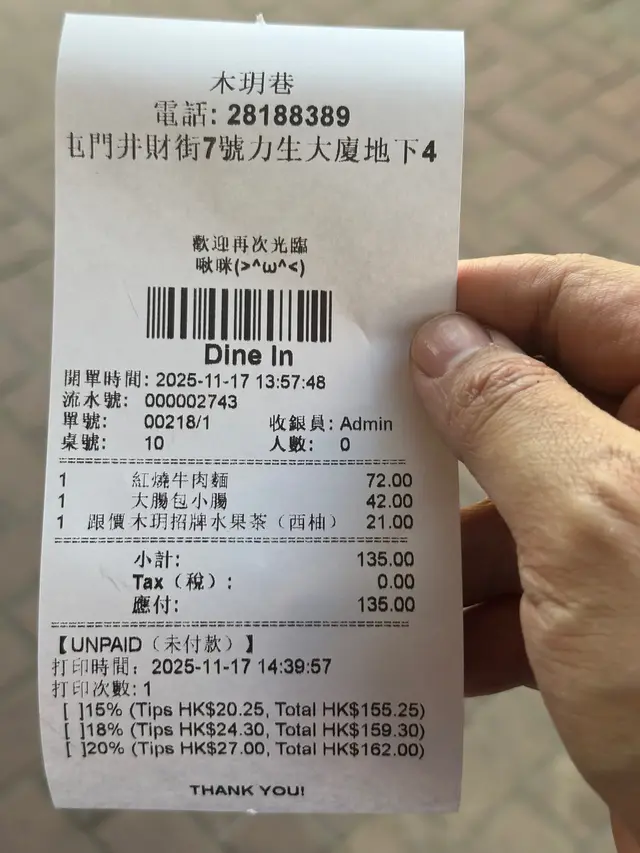 木玥巷
電話: 28188389
屯門井財街7號力生大廈地下4
歡迎再次光臨
啾咪(>^ω^<)
Dine In
開單時間: 2025-11-17 13:57:48
流水號: 000002743
單號: 00218/1 收銀員: Admin
桌號: 10 人數: 0
1 紅燒牛肉麵 72.00
1 大腸包小腸 42.00
1 跟價木玥招牌水果茶（西柚） 21.00
小計: 135.00
Tax（稅）: 0.00
應付: 135.00
【UNPAID（未付款）】
打印時間: 2025-11-17 14:39:57
打印次數: 1
[ ]15% (Tips HK$20.25, Total HK$155.25)
[ ]18% (Tips HK$24.30, Total HK$159.30)
[ ]20% (Tips HK$27.00, Total HK$162.00)
THANK YOU!